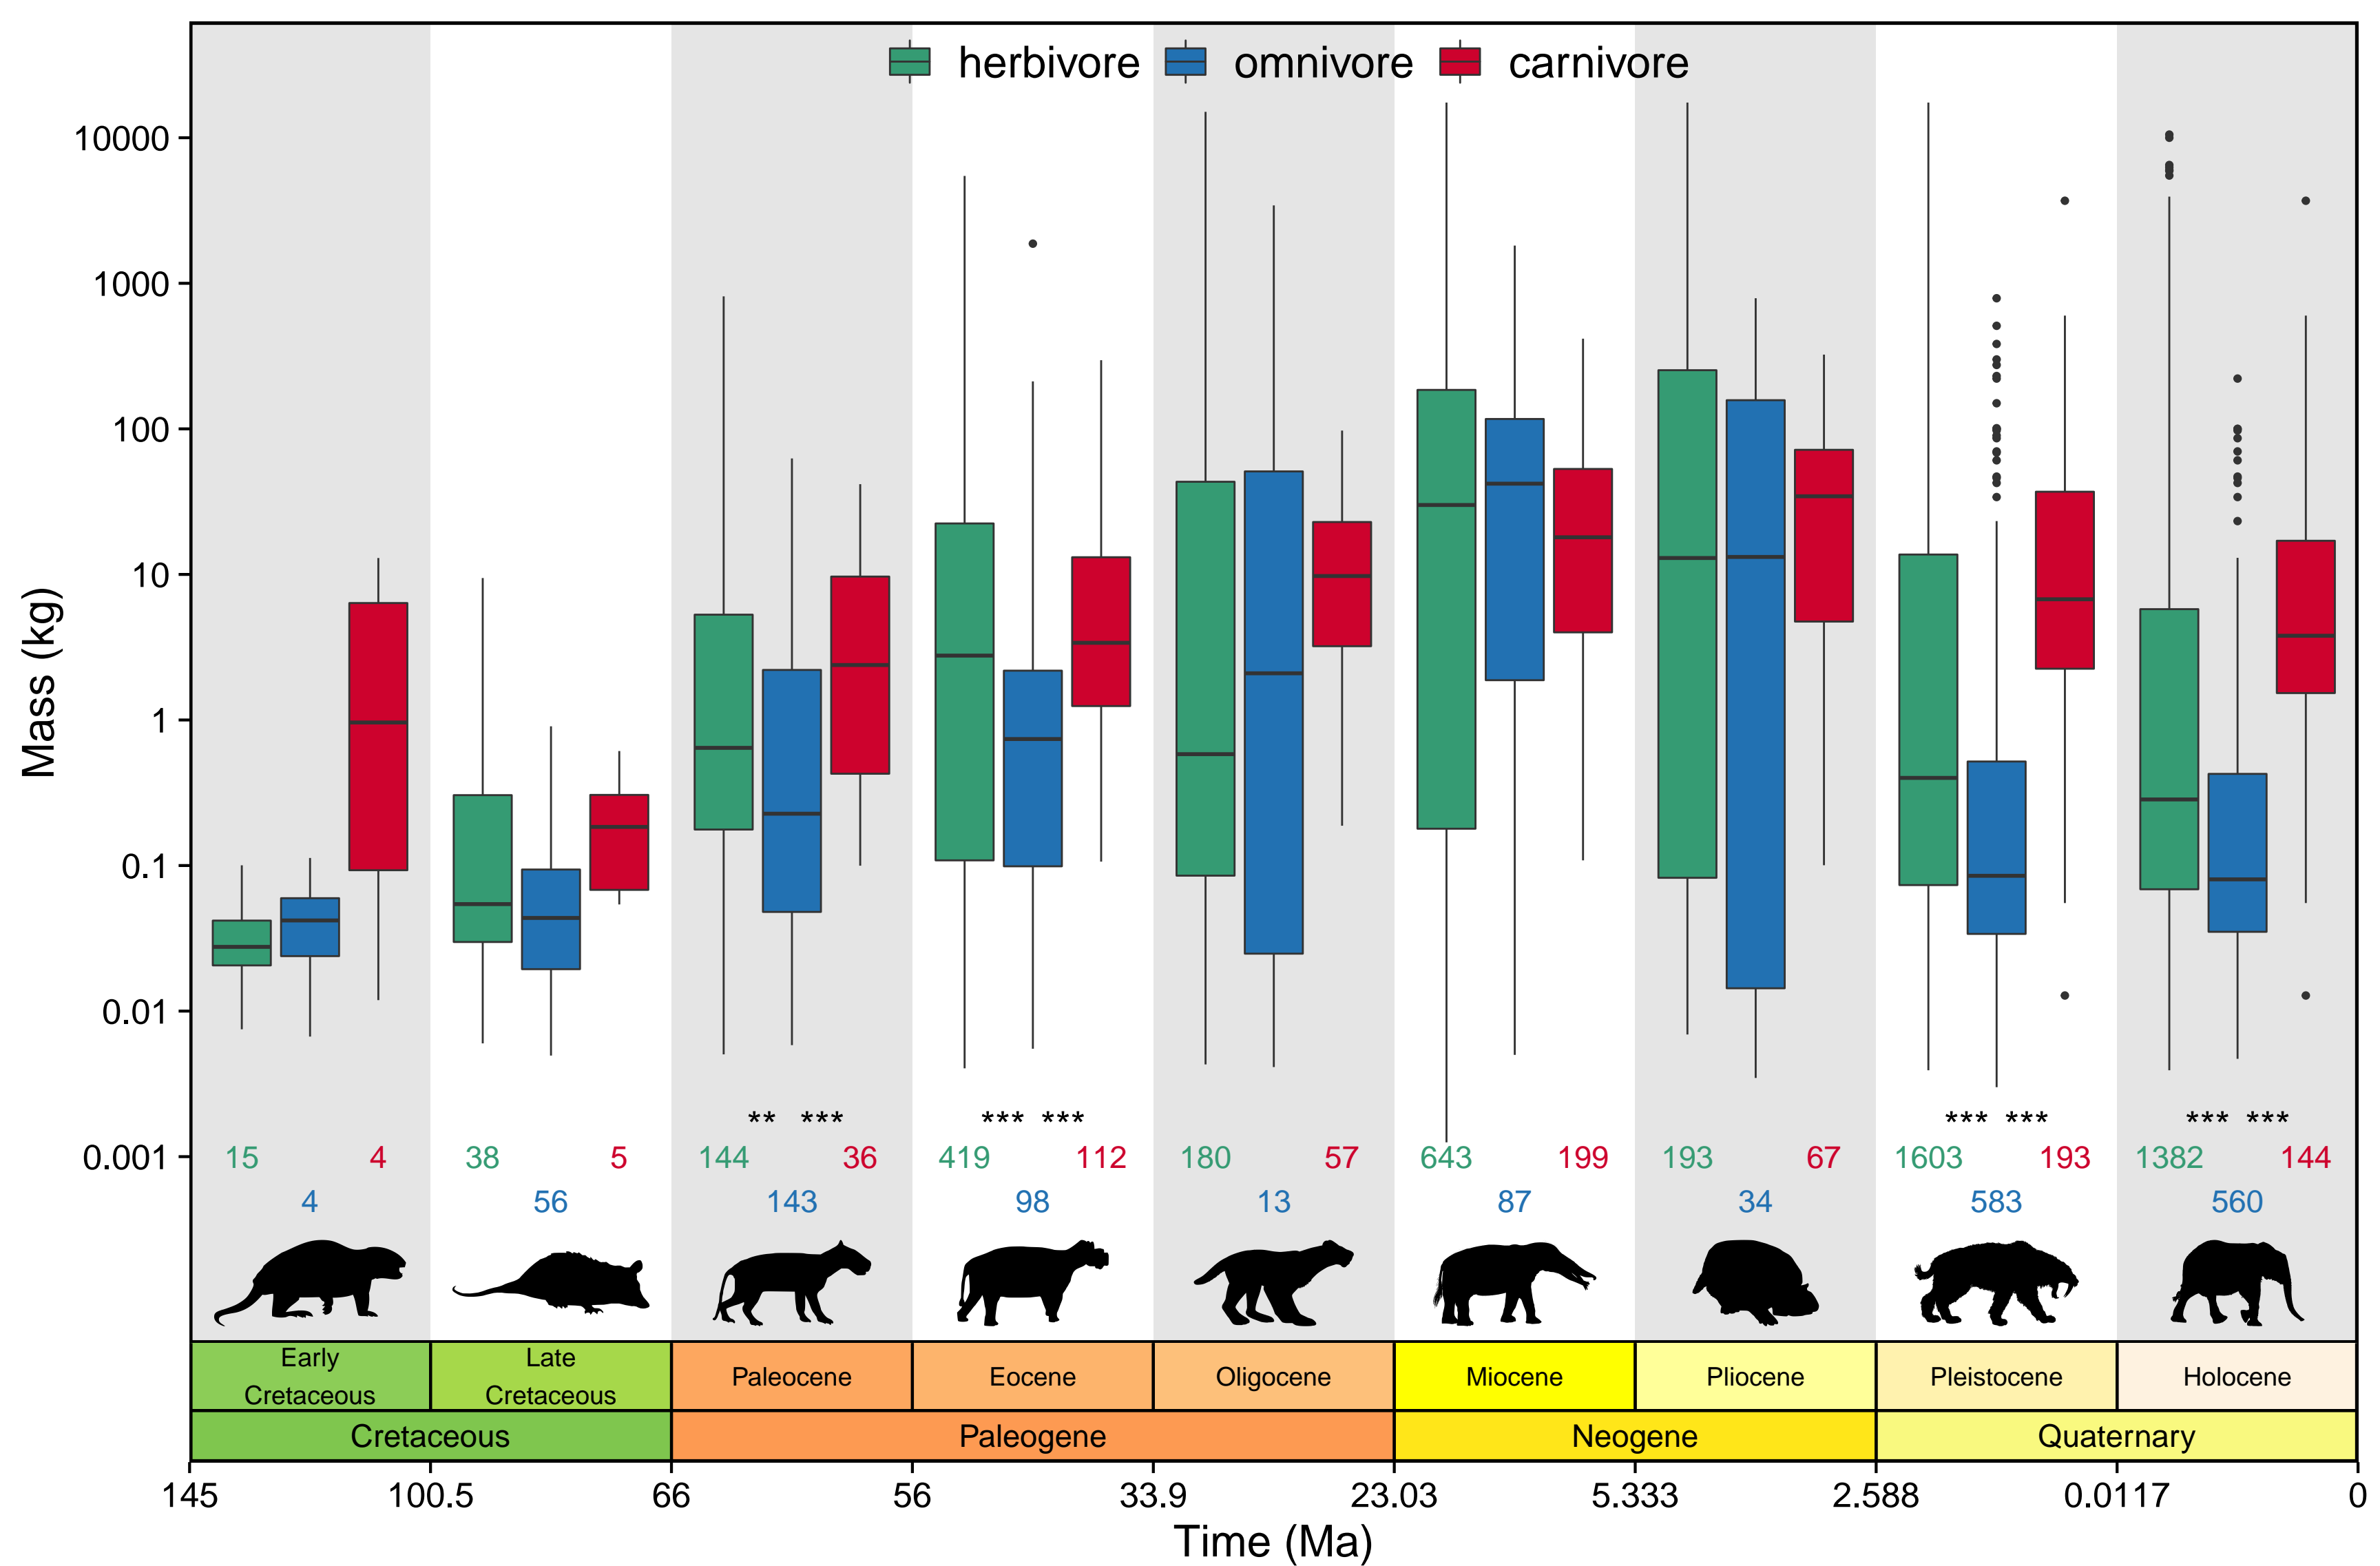 herbivore omnivore carnivore
10000
1000
100
10
1
0.1
0.01
0.001
Mass (kg)
** *** *** *** *** *** *** ***
15 4 38 5 144 36 419 112 180 57 643 199 193 67 1603 193 1382 144
4 56 143 98 13 87 34 583 560
Early Cretaceous Late Cretaceous Paleocene Eocene Oligocene Miocene Pliocene Pleistocene Holocene
Cretaceous Paleogene Neogene Quaternary
145 100.5 66 56 33.9 23.03 5.333 2.588 0.0117 0
Time (Ma)